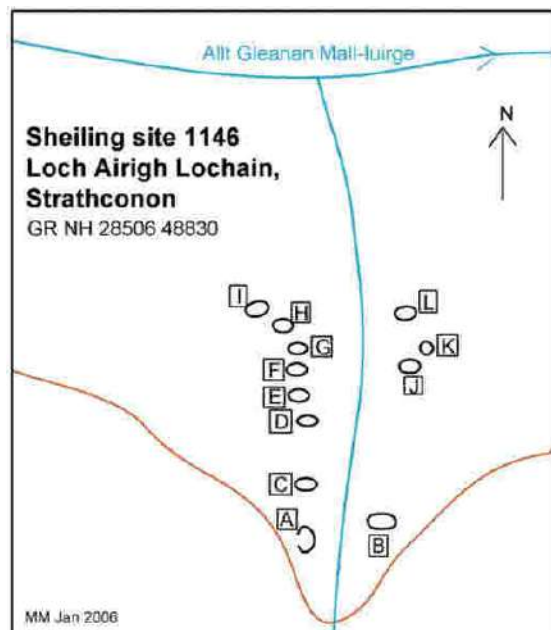 Allt Gleanan Mall-luirge
N
Sheiling site 1146
Loch Airigh Lochain,
Strathconon
GR NH 28506 48830
I
H
L
G
K
F
J
E
D
C
A
B
MM Jan 2006